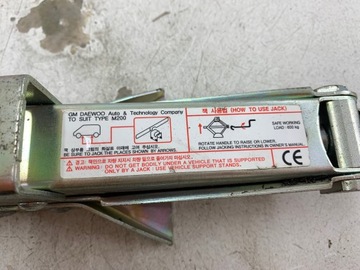 GM DAEWOO Auto & Technology Company
TO SUIT TYPE M200
잭 사용법 (HOW TO USE JACK)
SAFE WORKING
LOAD : 600 kg
BE SURE TO JACK THE PLACES SHOWN BY ARROWS
ROTATE HANDLE TO RAISE OR LOWER.
FOLLOW JACKING INSTRUCTIONS IN OWNER'S MANUAL.
WARNING : DO NOT GET BODILY UNDER A VEHICLE THAT IS SUPPORTED
ONLY BY A JACK : USE VEHICLE SUPPORT STANDS.
CE